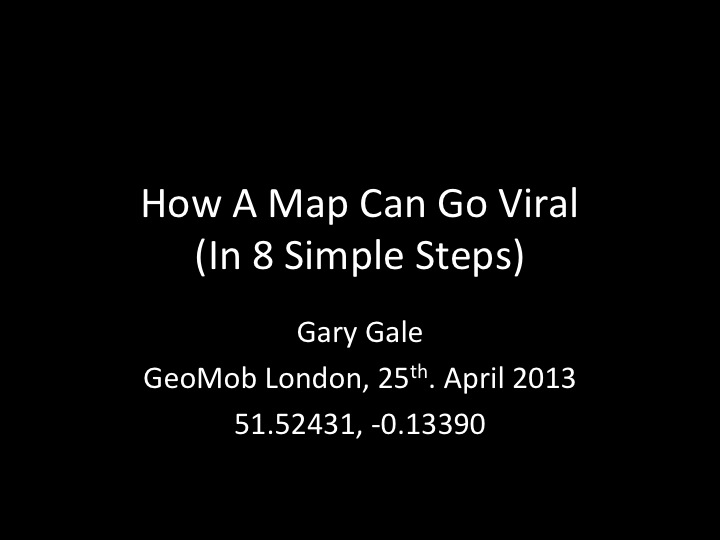 How A Map Can Go Viral
(In 8 Simple Steps)
Gary Gale
GeoMob London, 25th. April 2013
51.52431, -0.13390